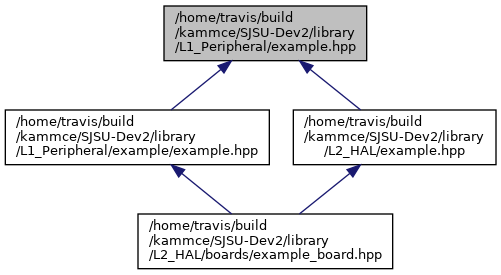 /home/travis/build
/kammce/SJSU-Dev2/library
/L1_Peripheral/example.hpp
/home/travis/build
/kammce/SJSU-Dev2/library
/L1_Peripheral/example/example.hpp
/home/travis/build
/kammce/SJSU-Dev2/library
/L2_HAL/example.hpp
/home/travis/build
/kammce/SJSU-Dev2/library
/L2_HAL/boards/example_board.hpp